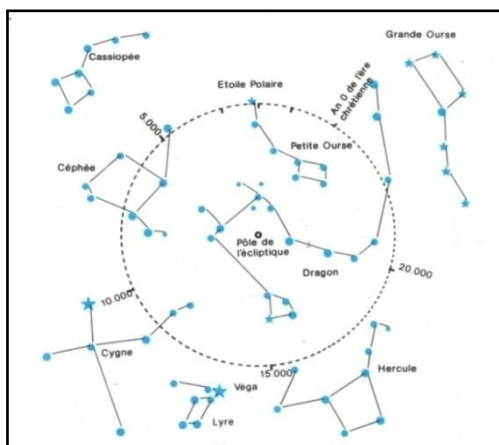 Grande Ourse
Cassiopée
Etoile Polaire
An 0 de l'ère
chrétienne
5.000
Petite Ourse
Céphée
Pôle de
l'écliptique
Dragon
20.000
10.000
Cygne
15.000
Hercule
Véga
Lyre